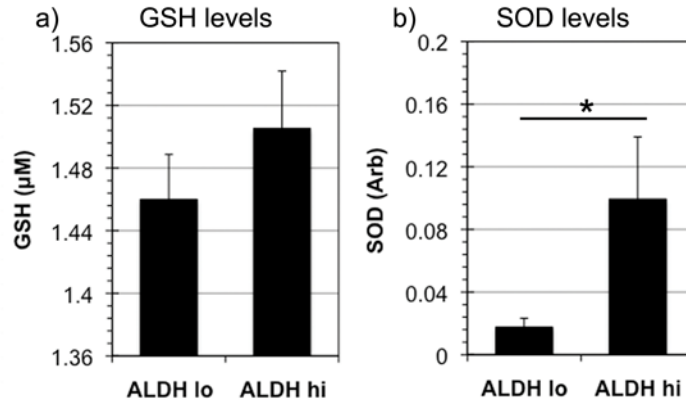 a) GSH levels
GSH (µM)
1.56
1.52
1.48
1.44
1.4
1.36
ALDH lo ALDH hi
b) SOD levels
SOD (Arb)
0.2
0.16
0.12
0.08
0.04
0
*
ALDH lo ALDH hi